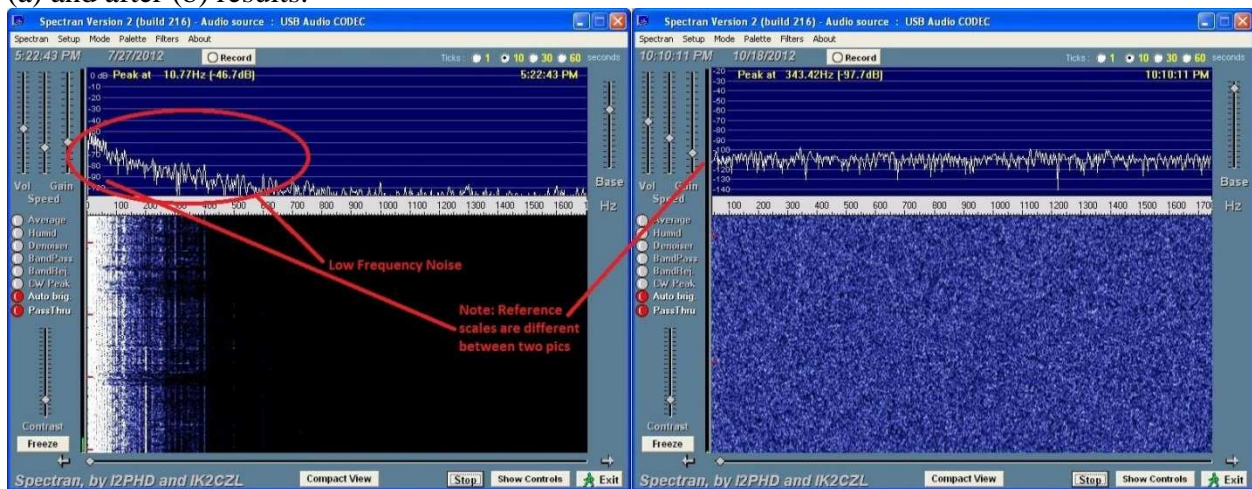 (a) and after (b) results.
Spectran Version 2 (build 216) - Audio source : USB Audio CODEC
Spectran Setup Mode Palette Filters About
5:22:43 PM 7/27/2012 Record Ticks: 1 10 30 60 seconds
0 dB Peak at 10.77Hz [-46.7dB] 5:22:43 PM
-10
-20
-30
-40
-70
-80
-90
Vol Gain Base
Speed
100 200 300 400 500 600 700 800 900 1000 1100 1200 1300 1400 1500 1600 Hz
Average
Humid
Denoiser
BandPass
BandRej.
CW Peak
Auto brig.
PassThru
Low Frequency Noise
Note: Reference
scales are different
between two pics
Contrast
Freeze
Spectran, by I2PHD and IK2CZL Compact View Stop Show Controls Exit
Spectran Version 2 (build 216) - Audio source : USB Audio CODEC
Spectran Setup Mode Palette Filters About
10:10:11 PM 10/18/2012 Record Ticks: 1 10 30 60 seconds
-20 Peak at 343.42Hz [-97.7dB] 10:10:11 PM
-30
-40
-50
-60
-70
-80
-90
-100
-120
-130
-140
Vol Gain Base
Speed
100 200 300 400 500 600 700 800 900 1000 1100 1200 1300 1400 1500 1600 170 Hz
Average
Humid
Denoiser
BandPass
BandRej.
CW Peak
Auto brig.
PassThru
Contrast
Freeze
Spectran, by I2PHD and IK2CZL Compact View Stop Show Controls Exit